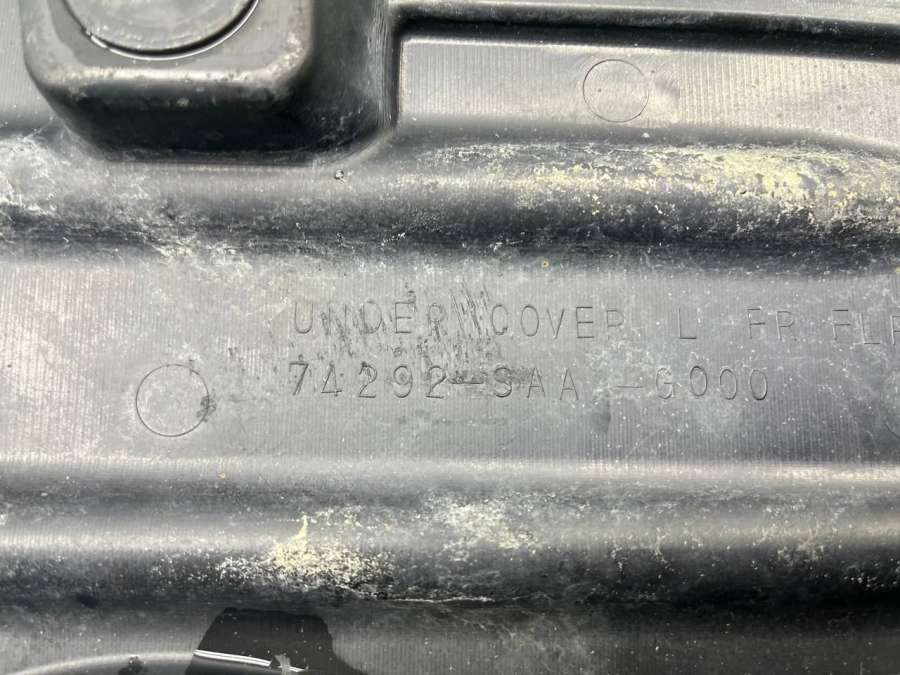 UNDER COVER L FR FLR
74292-SAA -G000